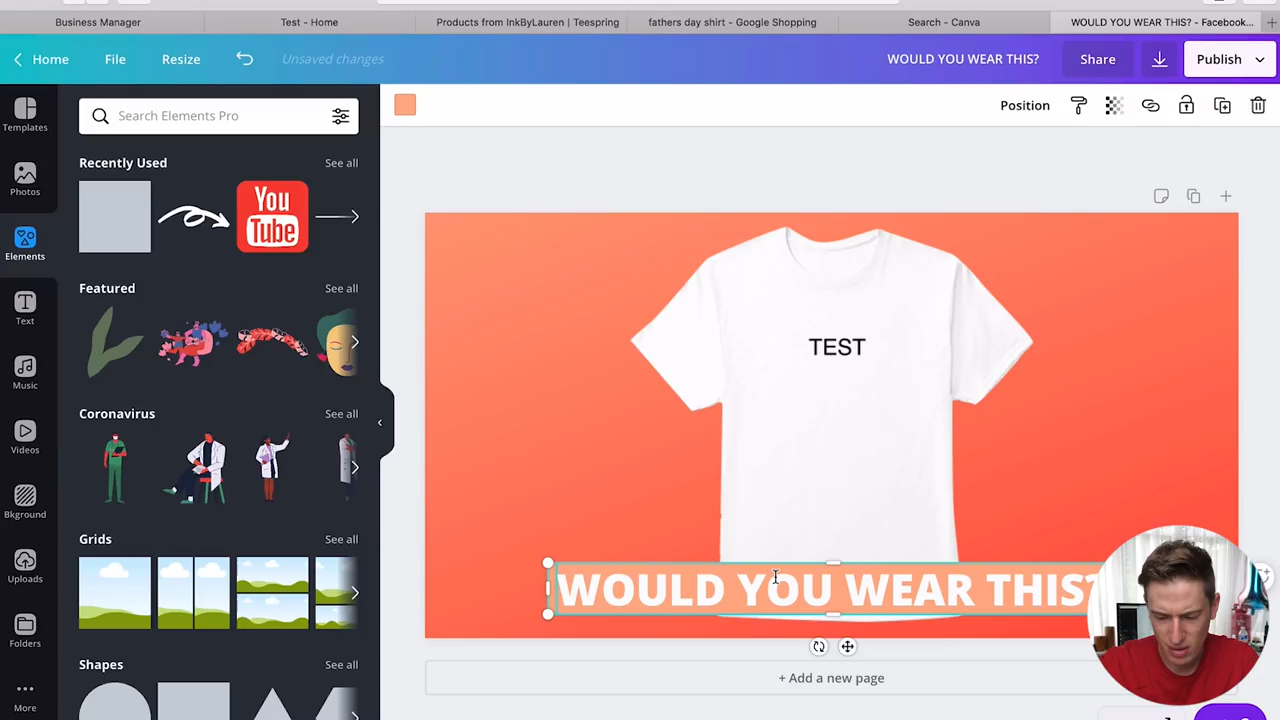 Business Manager
Test - Home
Products from InkByLauren | Teespring
fathers day shirt - Google Shopping
Search - Canva
WOULD YOU WEAR THIS? - Facebook...
Home
File
Resize
Unsaved changes
WOULD YOU WEAR THIS?
Share
Publish
Templates
Photos
Elements
Text
Music
Videos
Bkground
Uploads
Folders
More
Search Elements Pro
Position
Recently Used
See all
You
Tube
Featured
See all
Coronavirus
See all
Grids
See all
Shapes
See all
TEST
WOULD YOU WEAR THIS?
+ Add a new page